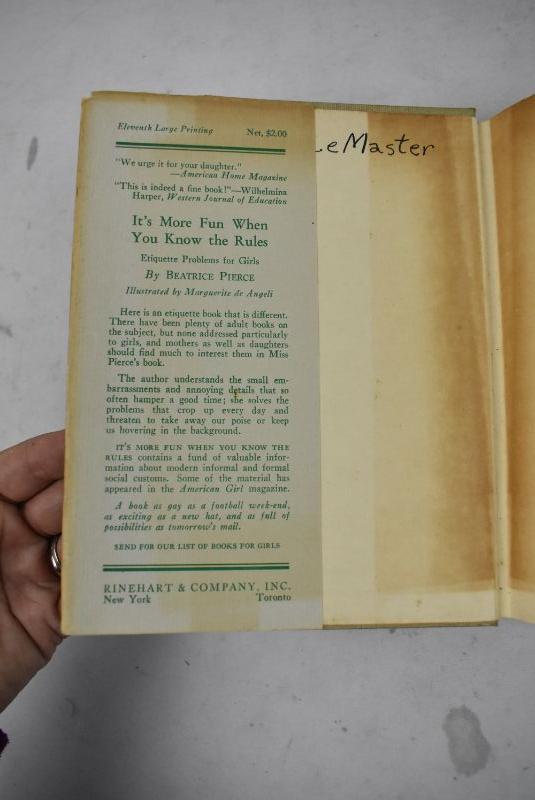 Eleventh Large Printing Net, $2.00
eMaster
"We urge it for your daughter."
—American Home Magazine
"This is indeed a fine book!"—Wilhelmina
Harper, Western Journal of Education
It's More Fun When
You Know the Rules
Etiquette Problems for Girls
By BEATRICE PIERCE
Illustrated by Marguerite de Angeli
Here is an etiquette book that is different.
There have been plenty of adult books on
the subject, but none addressed particularly
to girls, and mothers as well as daughters
should find much to interest them in Miss
Pierce's book.
The author understands the small em-
barrassments and annoying details that so
often hamper a good time; she solves the
problems that crop up every day and
threaten to take away our poise or keep
us hovering in the background.
IT'S MORE FUN WHEN YOU KNOW THE
RULES contains a fund of valuable infor-
mation about modern informal and formal
social customs. Some of the material has
appeared in the American Girl magazine.
A book as gay as a football week-end,
as exciting as a new hat, and as full of
possibilities as tomorrow's mail.
SEND FOR OUR LIST OF BOOKS FOR GIRLS
RINEHART & COMPANY, INC.
New York Toronto